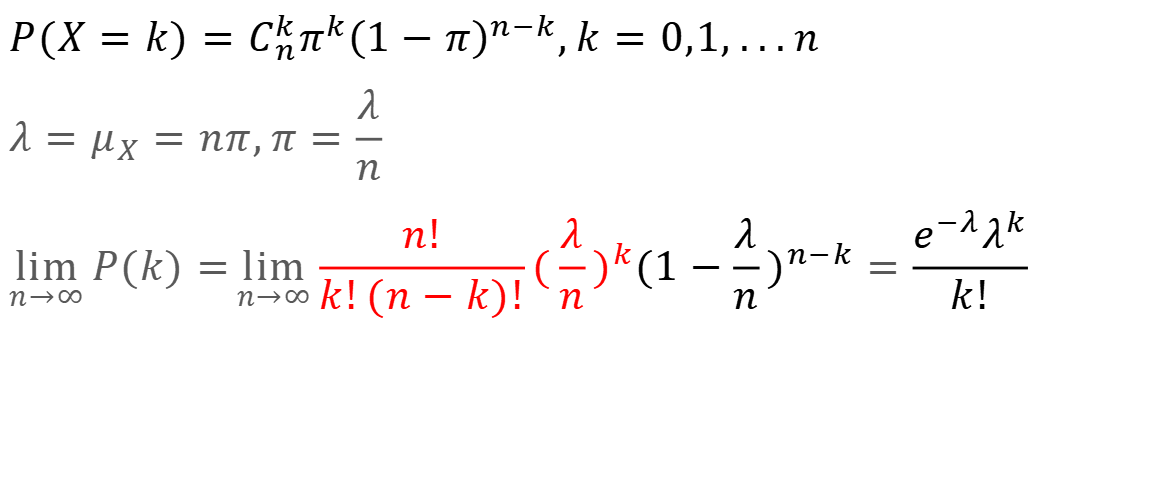 P(X = k) = C_n^k π^k (1 − π)^{n−k}, k = 0,1, . . . n
λ = μ_X = nπ, π = λ/n
lim_{n→∞} P(k) = lim_{n→∞} n!/(k! (n − k)!) (λ/n)^k (1 − λ/n)^{n−k} = e^{−λ} λ^k / k!